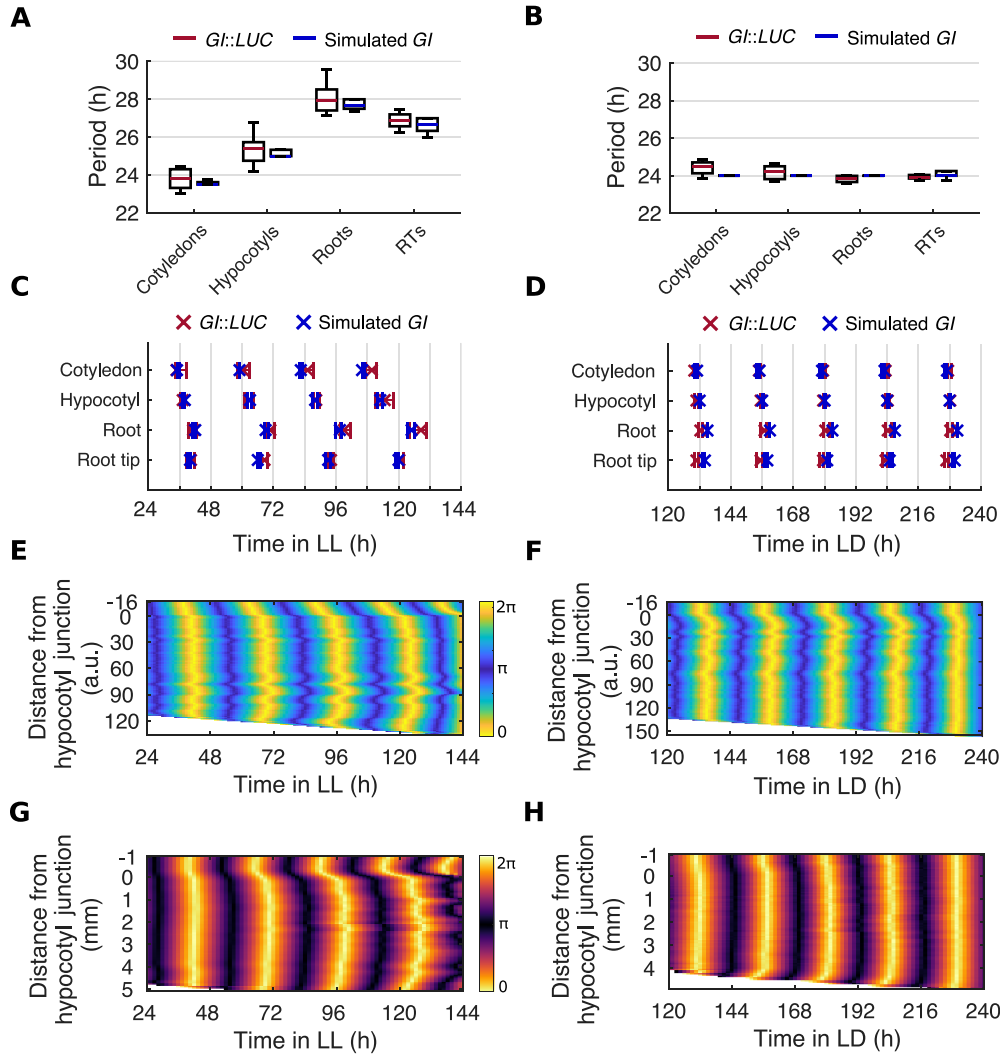 A
GI::LUC Simulated GI
Period (h)
30
28
26
24
22
Cotyledons Hypocotyls Roots RTs
B
GI::LUC Simulated GI
Period (h)
30
28
26
24
22
Cotyledons Hypocotyls Roots RTs
C
GI::LUC Simulated GI
Cotyledon
Hypocotyl
Root
Root tip
24 48 72 96 120 144
Time in LL (h)
D
GI::LUC Simulated GI
Cotyledon
Hypocotyl
Root
Root tip
120 144 168 192 216 240
Time in LD (h)
E
Distance from
hypocotyl junction
(a.u.)
-16
0
30
60
90
120
24 48 72 96 120 144
Time in LL (h)
2π
π
0
F
Distance from
hypocotyl junction
(a.u.)
-16
0
30
60
90
120
150
120 144 168 192 216 240
Time in LD (h)
G
Distance from
hypocotyl junction
(mm)
-1
0
1
2
3
4
5
24 48 72 96 120 144
Time in LL (h)
2π
π
0
H
Distance from
hypocotyl junction
(mm)
-1
0
1
2
3
4
120 144 168 192 216 240
Time in LD (h)